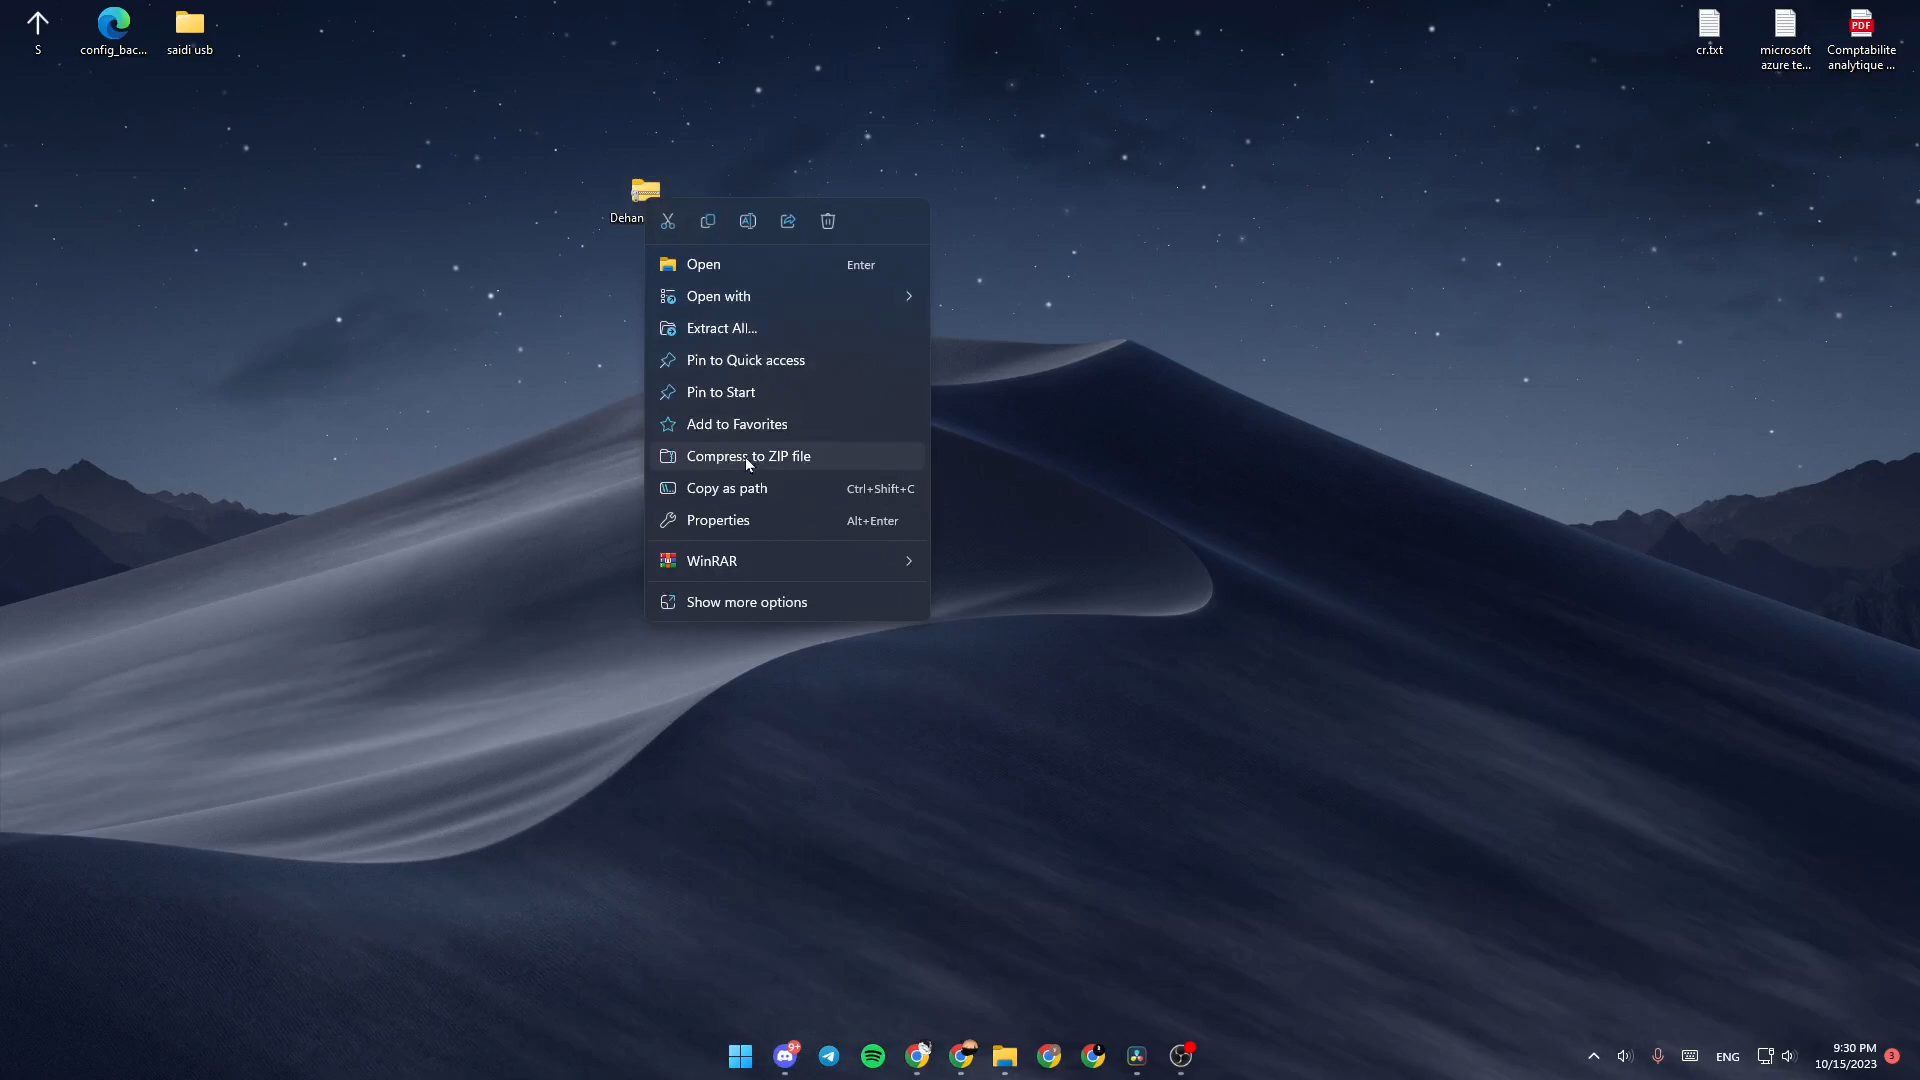 S
config_bac...
saidi usb
cr.txt
microsoft
azure te...
PDF
Comptabilite
analytique ...
Dehan
Open Enter
Open with
Extract All...
Pin to Quick access
Pin to Start
Add to Favorites
Compress to ZIP file
Copy as path Ctrl+Shift+C
Properties Alt+Enter
WinRAR
Show more options
9+
ENG
9:30 PM
10/15/2023
3